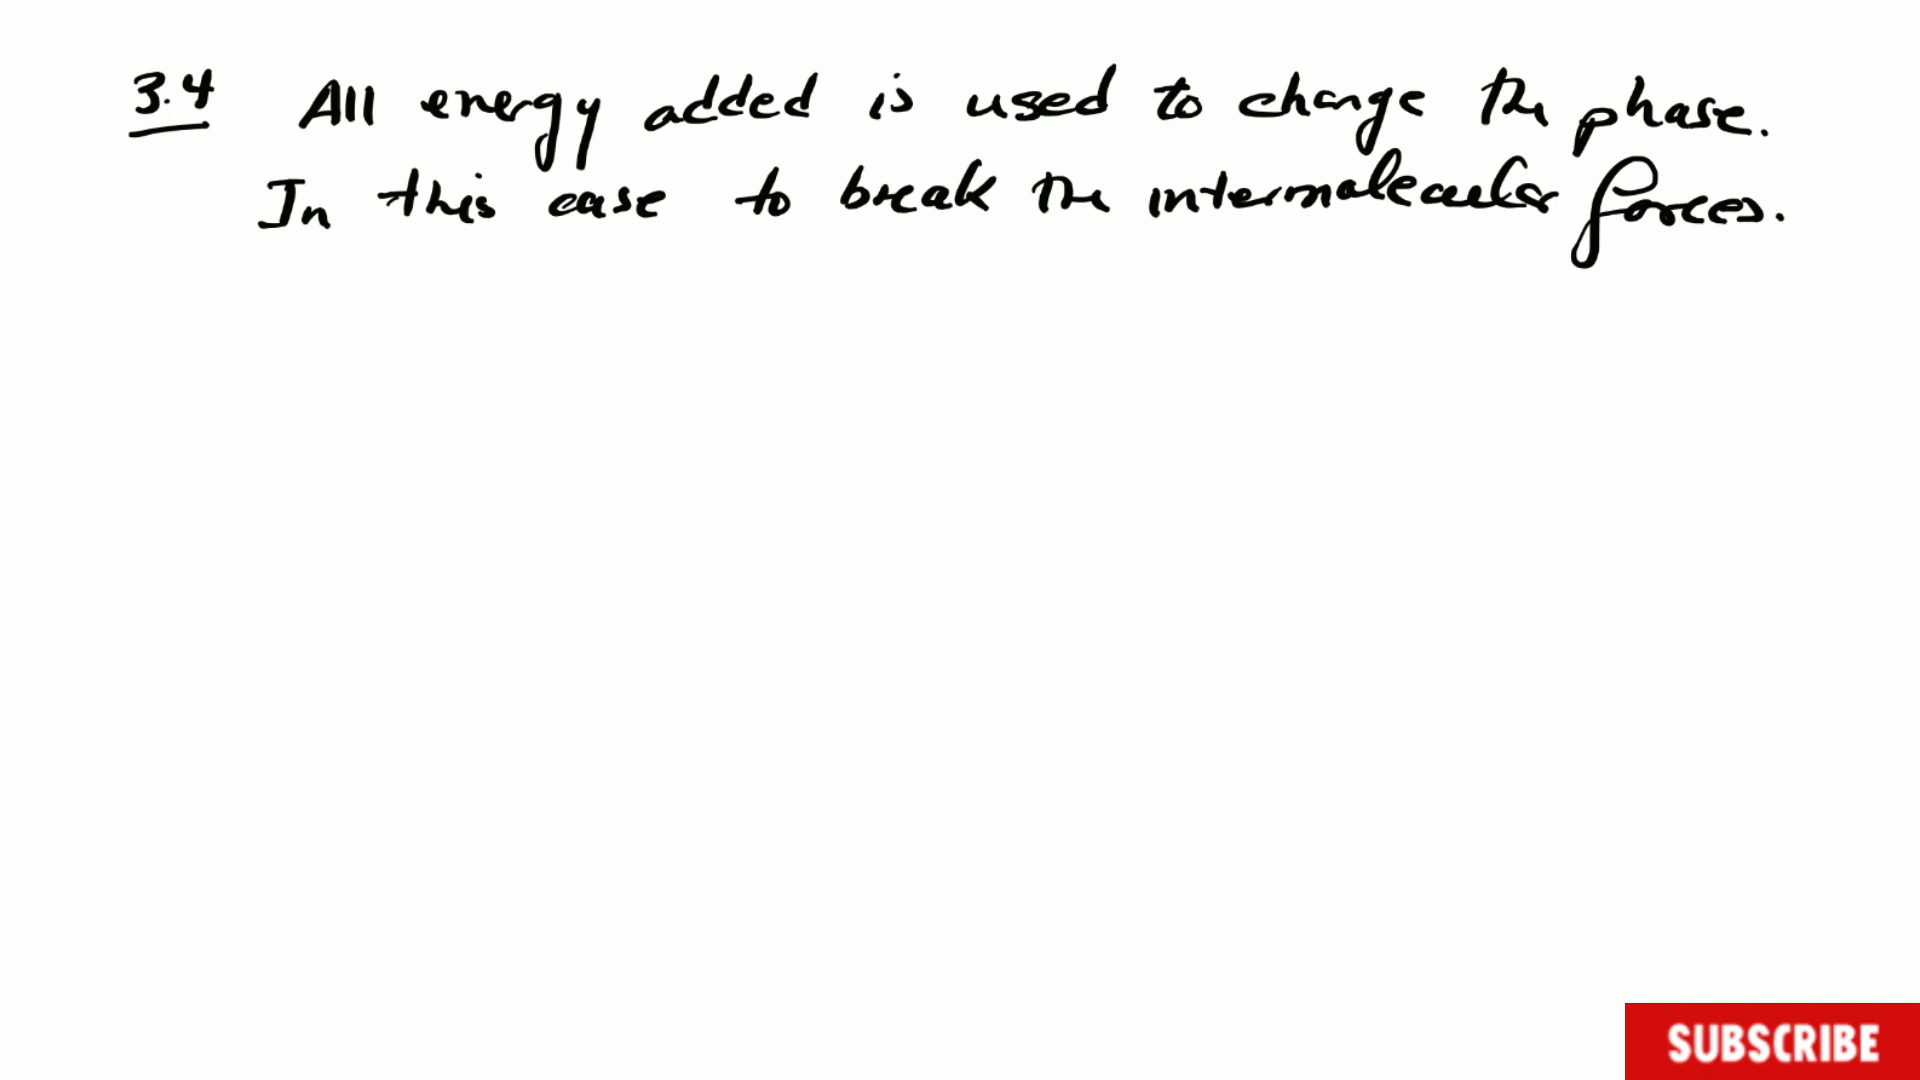 3.4 All energy added is used to change the phase.
In this case to break the intermolecular forces.
SUBSCRIBE